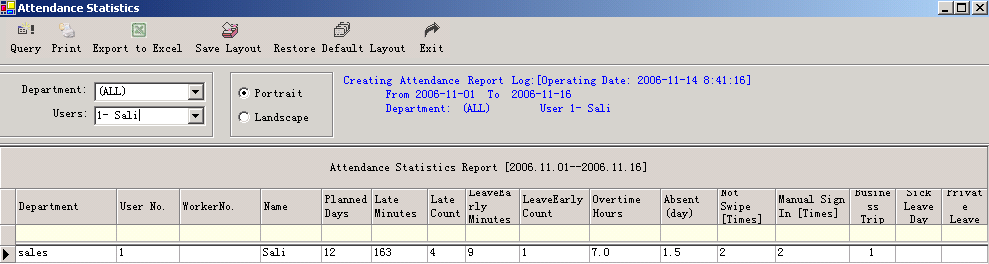 Attendance Statistics
Query Print Export to Excel Save Layout Restore Default Layout Exit
Department: (ALL)
Users: 1- Sali
Portrait
Landscape
Creating Attendance Report Log:[Operating Date: 2006-11-14 8:41:16]
From 2006-11-01 To 2006-11-16
Department: (ALL) User 1- Sali
Attendance Statistics Report [2006.11.01--2006.11.16]
Department User No. WorkerNo. Name Planned Days Late Minutes Late Count LeaveEarly Minutes LeaveEarly Count Overtime Hours Absent (day) Not Swipe [Times] Manual Sign In [Times] Business Trip Sick Leave Day Private Leave
sales 1 Sali 12 163 4 9 1 7.0 1.5 2 2 1